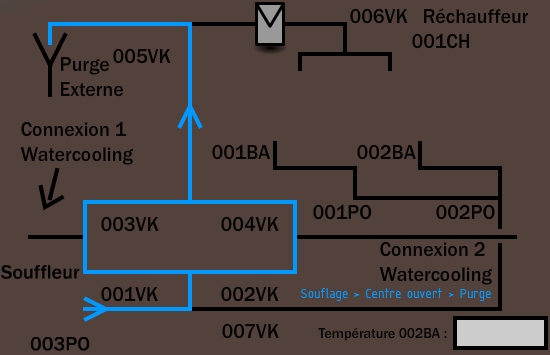 006VK Réchauffeur
001CH
Purge 005VK
Externe
Connexion 1
Watercooling
001BA
002BA
001PO
002PO
003VK
004VK
Connexion 2
Watercooling
Souffleur
001VK
002VK
Souflage > Centre ouvert > Purge
007VK
Température 002BA :
003PO